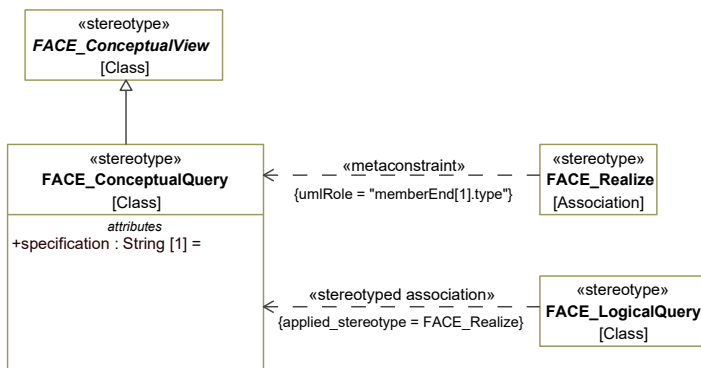 «stereotype»
FACE_ConceptualView
[Class]
«stereotype»
FACE_ConceptualQuery
[Class]
attributes
+specification : String [1] =
«metaconstraint»
{umlRole = "memberEnd[1].type"}
«stereotype»
FACE_Realize
[Association]
«stereotyped association»
{applied_stereotype = FACE_Realize}
«stereotype»
FACE_LogicalQuery
[Class]